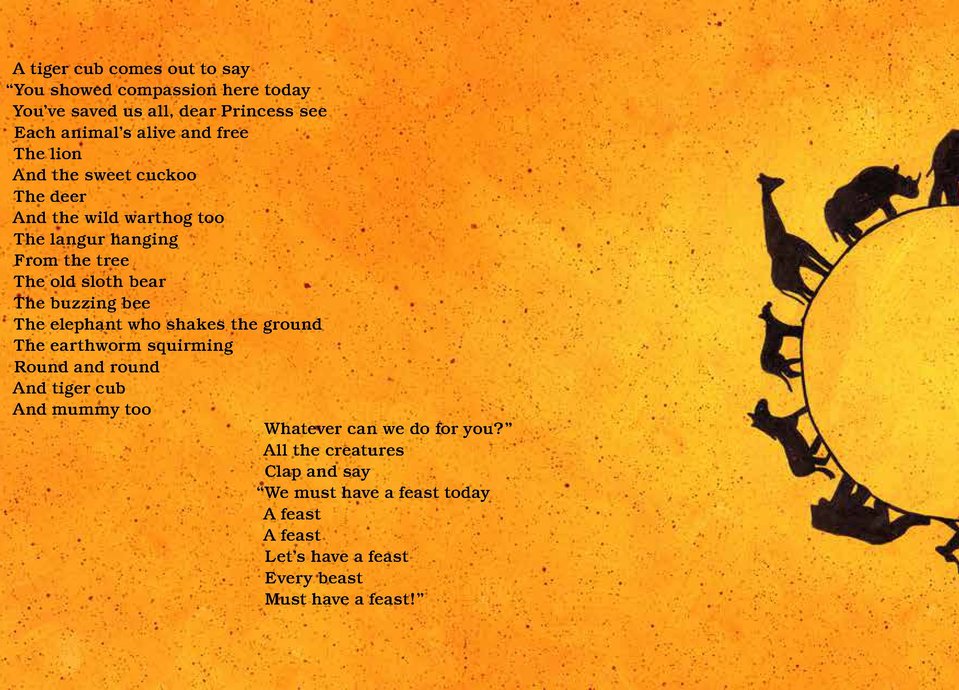 A tiger cub comes out to say
“You showed compassion here today
You’ve saved us all, dear Princess see
Each animal’s alive and free
The lion
And the sweet cuckoo
The deer
And the wild warthog too
The langur hanging
From the tree
The old sloth bear
The buzzing bee
The elephant who shakes the ground
The earthworm squirming
Round and round
And tiger cub
And mummy too
Whatever can we do for you?”
All the creatures
Clap and say
“We must have a feast today
A feast
A feast
Let’s have a feast
Every beast
Must have a feast!”